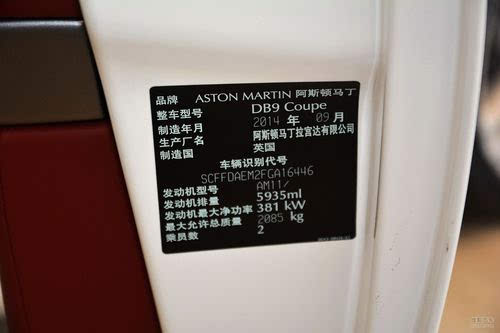 品牌 ASTON MARTIN 阿斯顿马丁
整车型号 DB9 Coupe
制造年月 2014 年 09 月
生产厂名 阿斯顿马丁拉宫达有限公司
制造国 英国
车辆识别代号
SCFFDAEM2FGA16446
发动机型号 AM11/
发动机排量 5935ml
发动机最大净功率 381 kW
最大允许总质量 2085 kg
乘员数 2